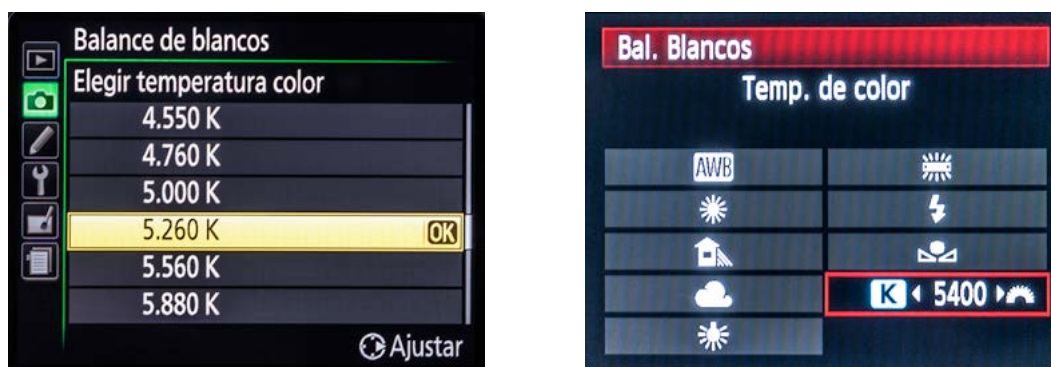 Balance de blancos
Elegir temperatura color
4.550 K
4.760 K
5.000 K
5.260 K OK
5.560 K
5.880 K
Ajustar
Bal. Blancos
Temp. de color
AWB
K 5400